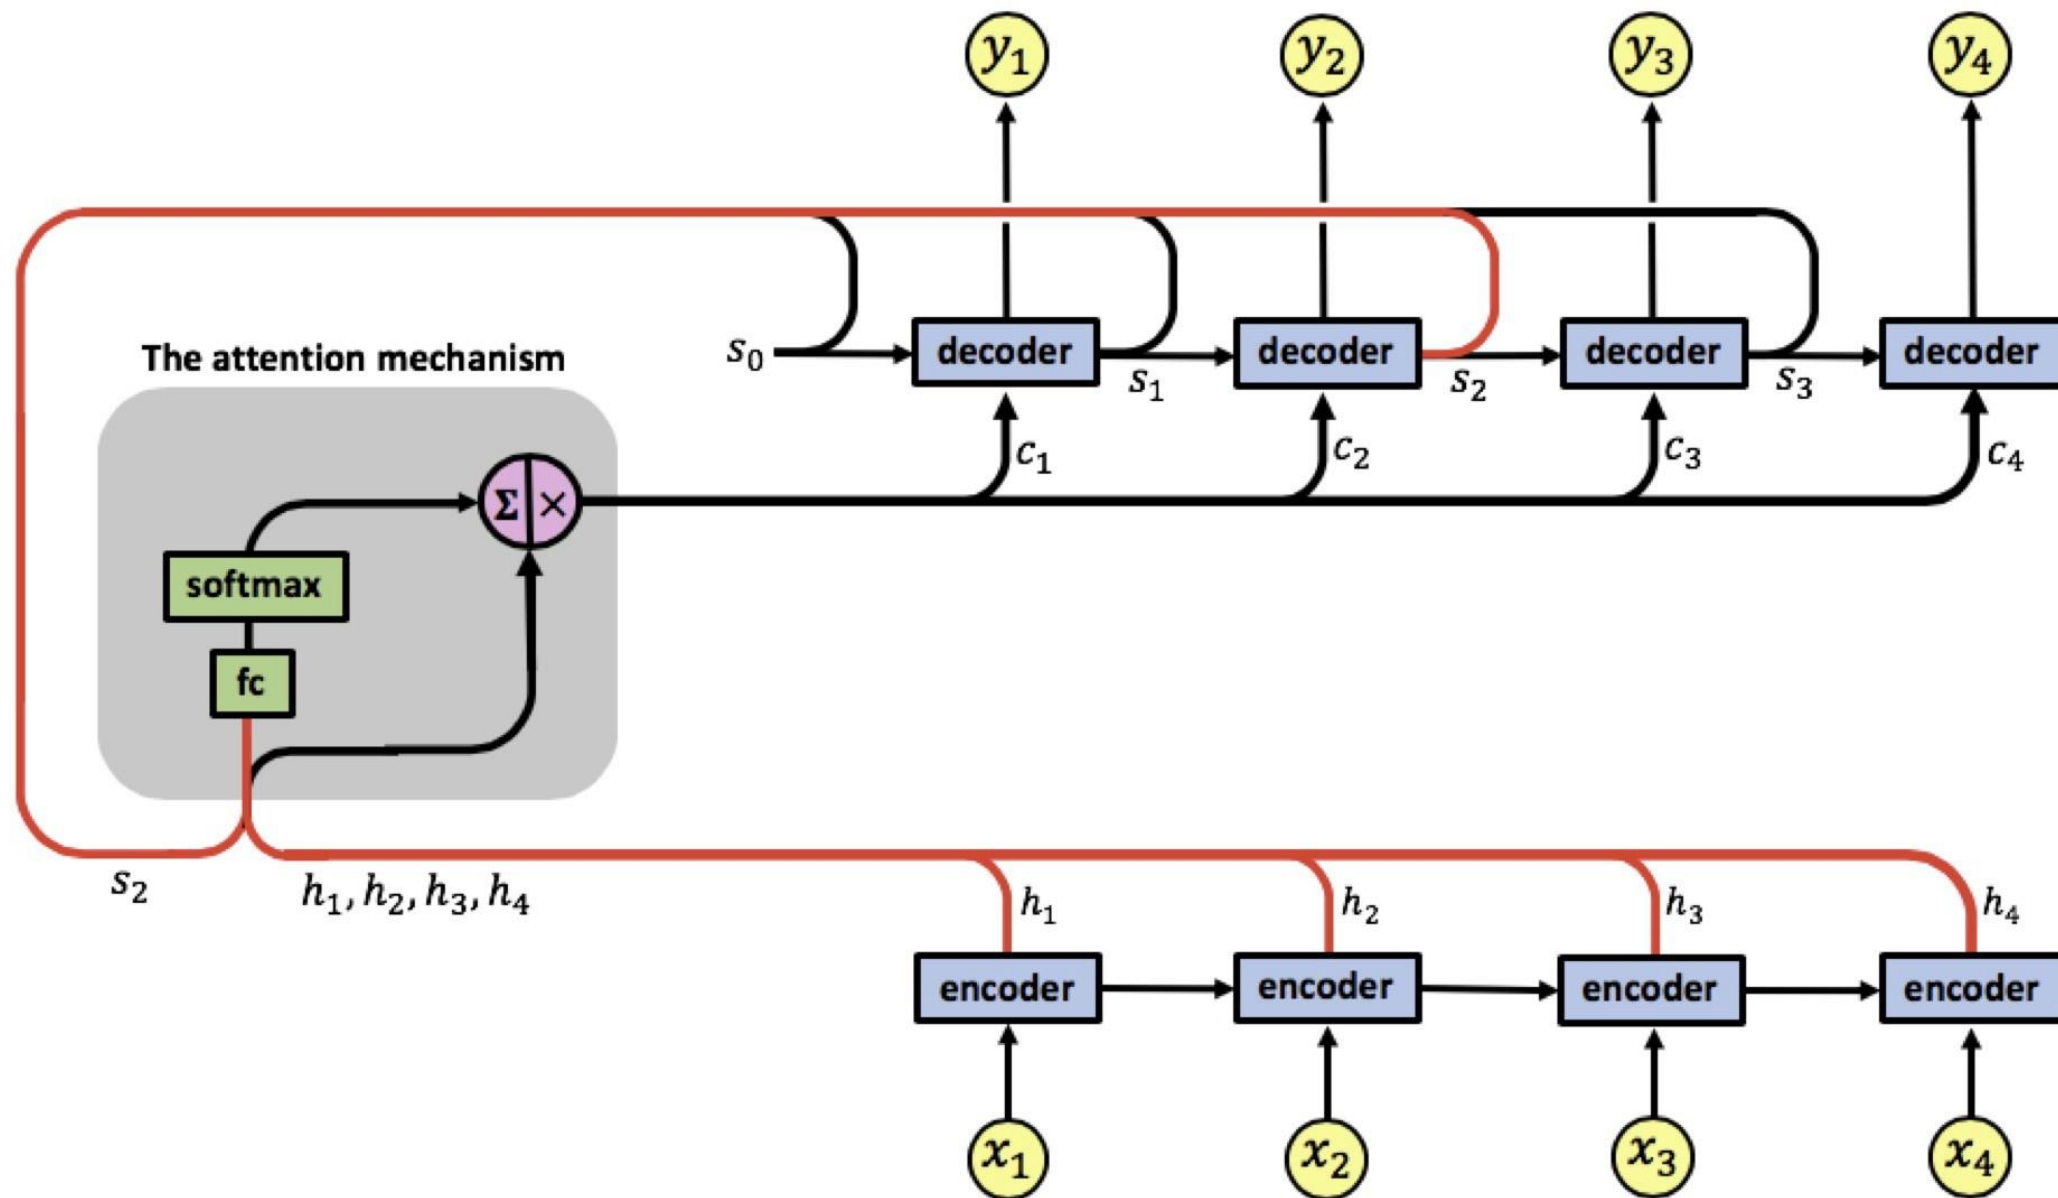 y₁ y₂ y₃ y₄
The attention mechanism
s₀ decoder s₁ decoder s₂ decoder s₃ decoder
c₁ c₂ c₃ c₄
Σ ×
softmax
fc
s₂ h₁, h₂, h₃, h₄ h₁ h₂ h₃ h₄
encoder encoder encoder encoder
x₁ x₂ x₃ x₄